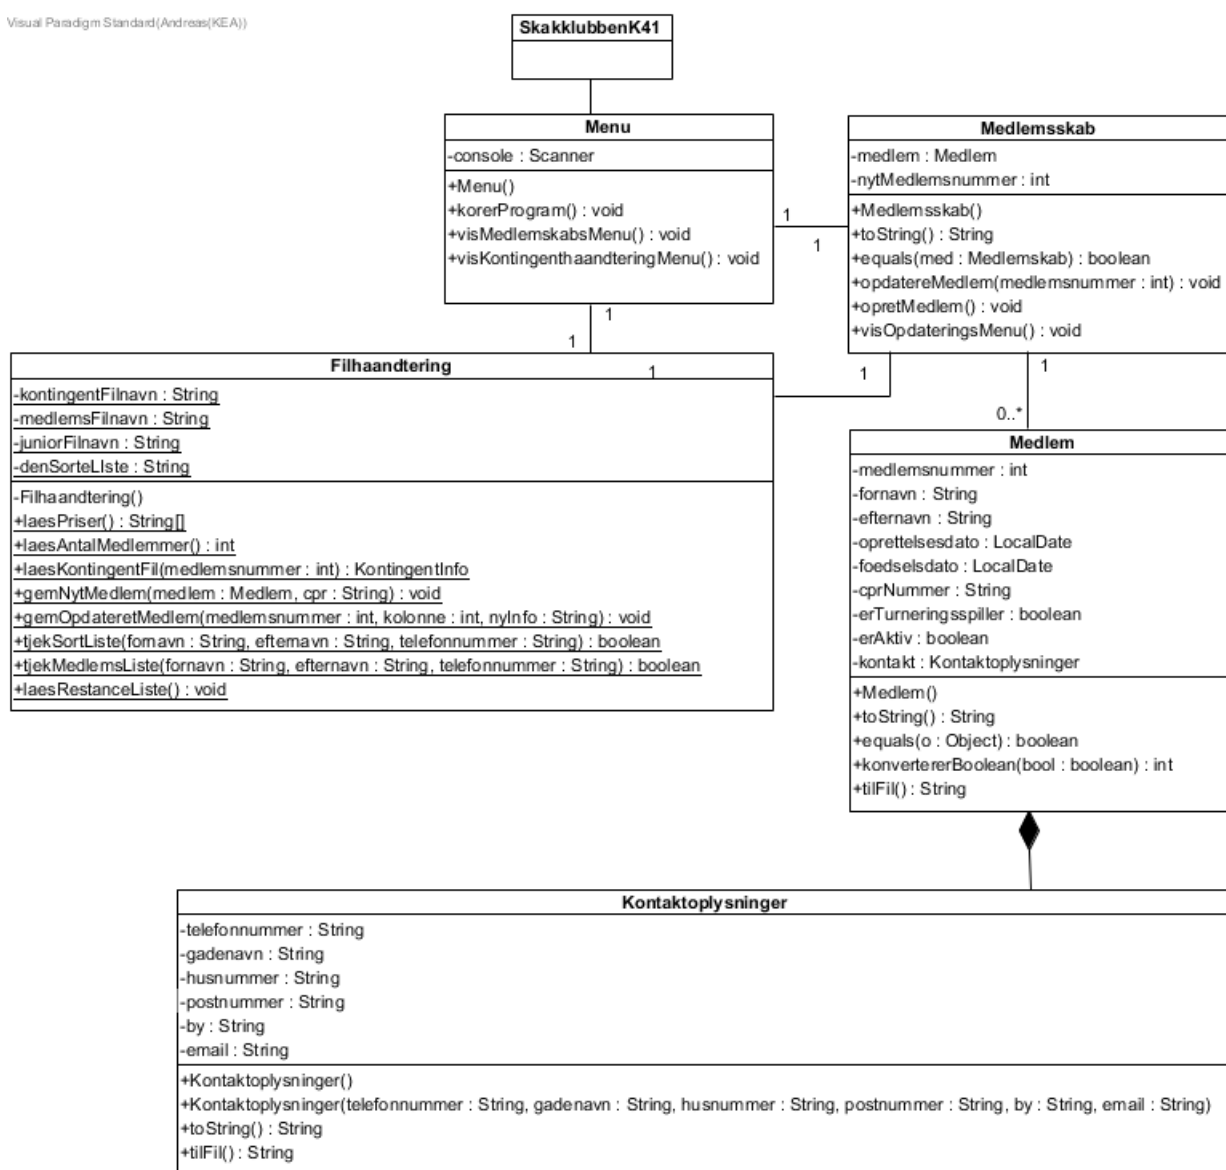 Visual Paradigm Standard(Andreas(KEA))
SkakklubbenK41
Menu
-console : Scanner
+Menu()
+korerProgram() : void
+visMedlemskabsMenu() : void
+visKontingenthaandteringMenu() : void
Medlemsskab
-medlem : Medlem
-nytMedlemsnummer : int
+Medlemsskab()
+toString() : String
+equals(med : Medlemskab) : boolean
+opdatereMedlem(medlemsnummer : int) : void
+opretMedlem() : void
+visOpdateringsMenu() : void
1
1
1
1
Filhaandtering
1
-kontingentFilnavn : String
-medlemsFilnavn : String
-juniorFilnavn : String
-denSorteLIste : String
-Filhaandtering()
+laesPriser() : String[]
+laesAntalMedlemmer() : int
+laesKontingentFil(medlemsnummer : int) : KontingentInfo
+gemNytMedlem(medlem : Medlem, cpr : String) : void
+gemOpdateretMedlem(medlemsnummer : int, kolonne : int, nyInfo : String) : void
+tjekSortListe(fornavn : String, efternavn : String, telefonnummer : String) : boolean
+tjekMedlemsListe(fornavn : String, efternavn : String, telefonnummer : String) : boolean
+laesRestanceListe() : void
1
1
0..*
Medlem
-medlemsnummer : int
-fornavn : String
-efternavn : String
-oprettelsesdato : LocalDate
-foedselsdato : LocalDate
-cprNummer : String
-erTurneringsspiller : boolean
-erAktiv : boolean
-kontakt : Kontaktoplysninger
+Medlem()
+toString() : String
+equals(o : Object) : boolean
+konvertererBoolean(bool : boolean) : int
+tilFil() : String
Kontaktoplysninger
-telefonnummer : String
-gadenavn : String
-husnummer : String
-postnummer : String
-by : String
-email : String
+Kontaktoplysninger()
+Kontaktoplysninger(telefonnummer : String, gadenavn : String, husnummer : String, postnummer : String, by : String, email : String)
+toString() : String
+tilFil() : String